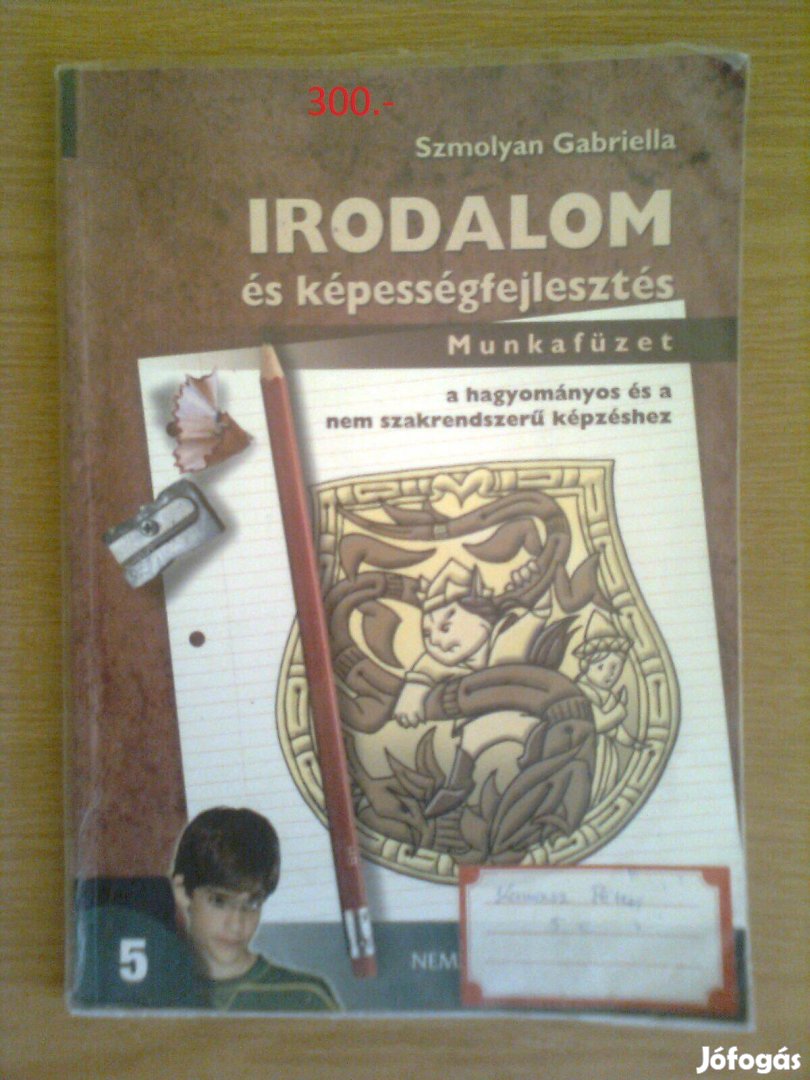 300.-
Szmolyan Gabriella
IRODALOM
és képességfejlesztés
Munkafüzet
a hagyományos és a
nem szakrendszerű képzéshez
5
NEM
Jófogás